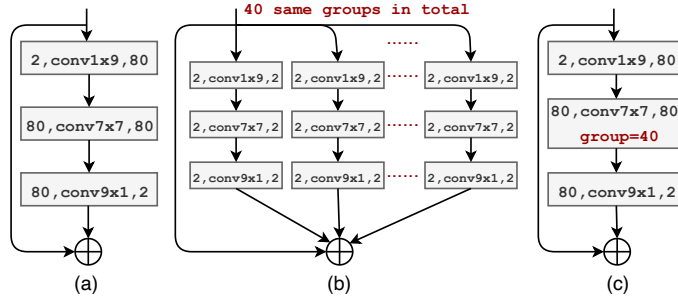 40 same groups in total
2,conv1x9,80
80,conv7x7,80
80,conv9x1,2
(a)
......
2,conv1x9,2 2,conv1x9,2 ...... 2,conv1x9,2
2,conv7x7,2 2,conv7x7,2 ...... 2,conv7x7,2
2,conv9x1,2 2,conv9x1,2 ...... 2,conv9x1,2
(b)
2,conv1x9,80
80,conv7x7,80
group=40
80,conv9x1,2
(c)